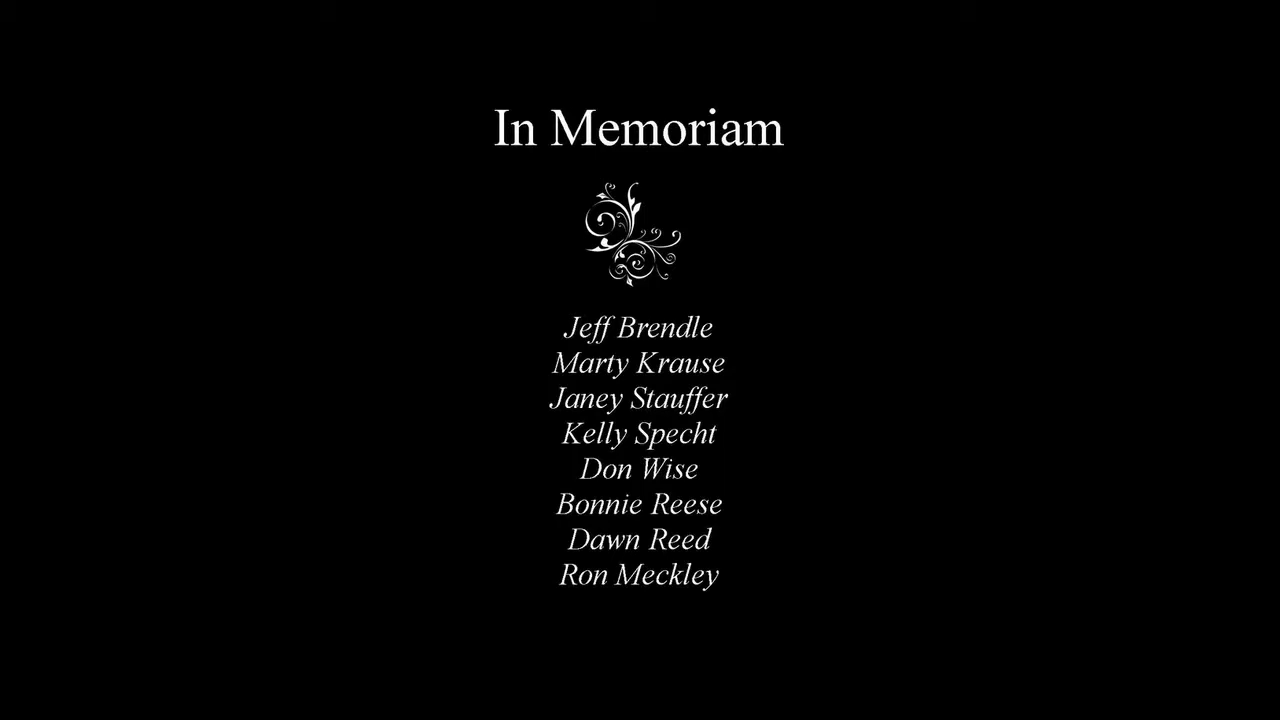 In Memoriam
Jeff Brendle
Marty Krause
Janey Stauffer
Kelly Specht
Don Wise
Bonnie Reese
Dawn Reed
Ron Meckley